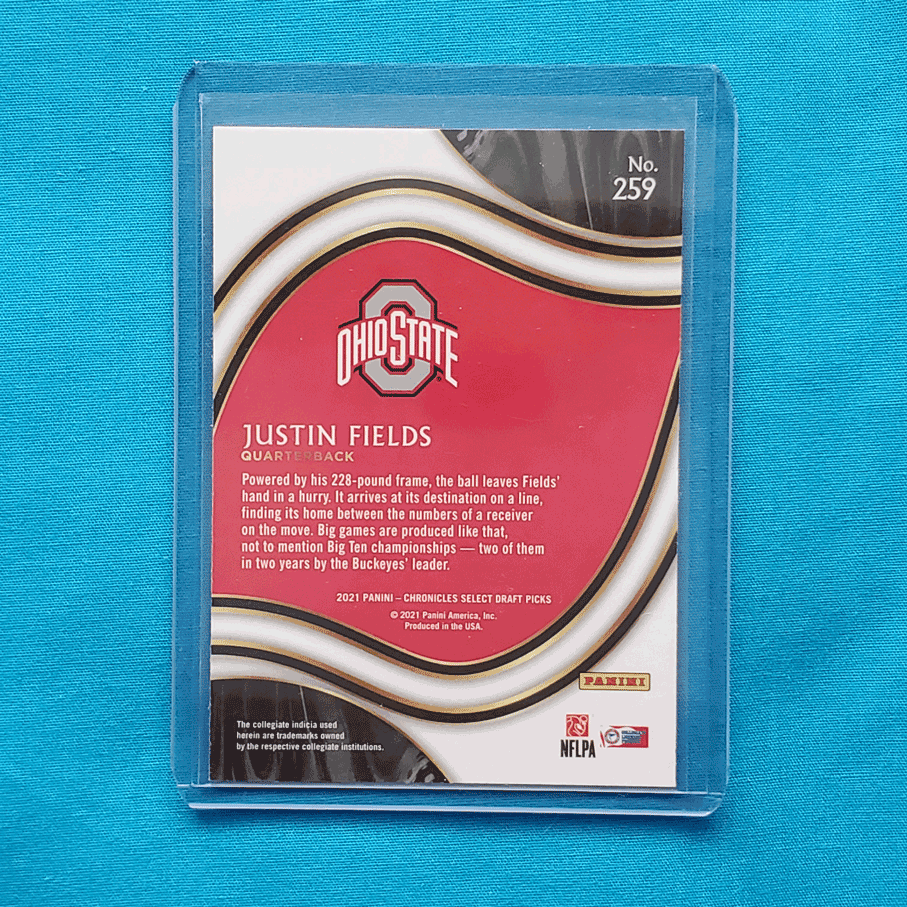 No.
259
OHIO STATE
JUSTIN FIELDS
QUARTERBACK
Powered by his 228-pound frame, the ball leaves Fields'
hand in a hurry. It arrives at its destination on a line,
finding its home between the numbers of a receiver
on the move. Big games are produced like that,
not to mention Big Ten championships — two of them
in two years by the Buckeyes' leader.
2021 PANINI – CHRONICLES SELECT DRAFT PICKS
© 2021 Panini America, Inc.
Produced in the USA.
PANINI
The collegiate indicia used
herein are trademarks owned
by the respective collegiate institutions.
NFLPA